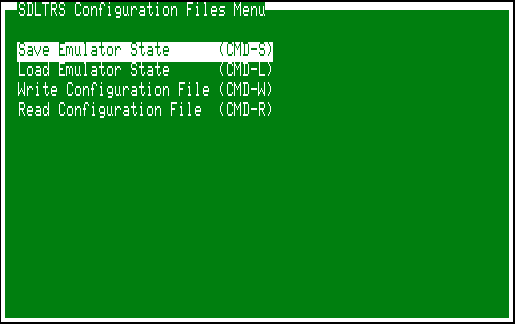 SDLTRS Configuration Files Menu
Save Emulator State (CMD-S)
Load Emulator State (CMD-L)
Write Configuration File (CMD-W)
Read Configuration File (CMD-R)